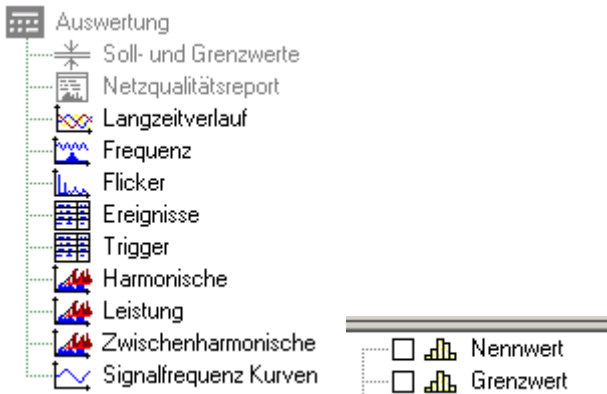 Auswertung
Soll- und Grenzwerte
Netzqualitätsreport
Langzeitverlauf
Frequenz
Flicker
Ereignisse
Trigger
Harmonische
Leistung
Zwischenharmonische
Signalfrequenz Kurven
Nennwert
Grenzwert